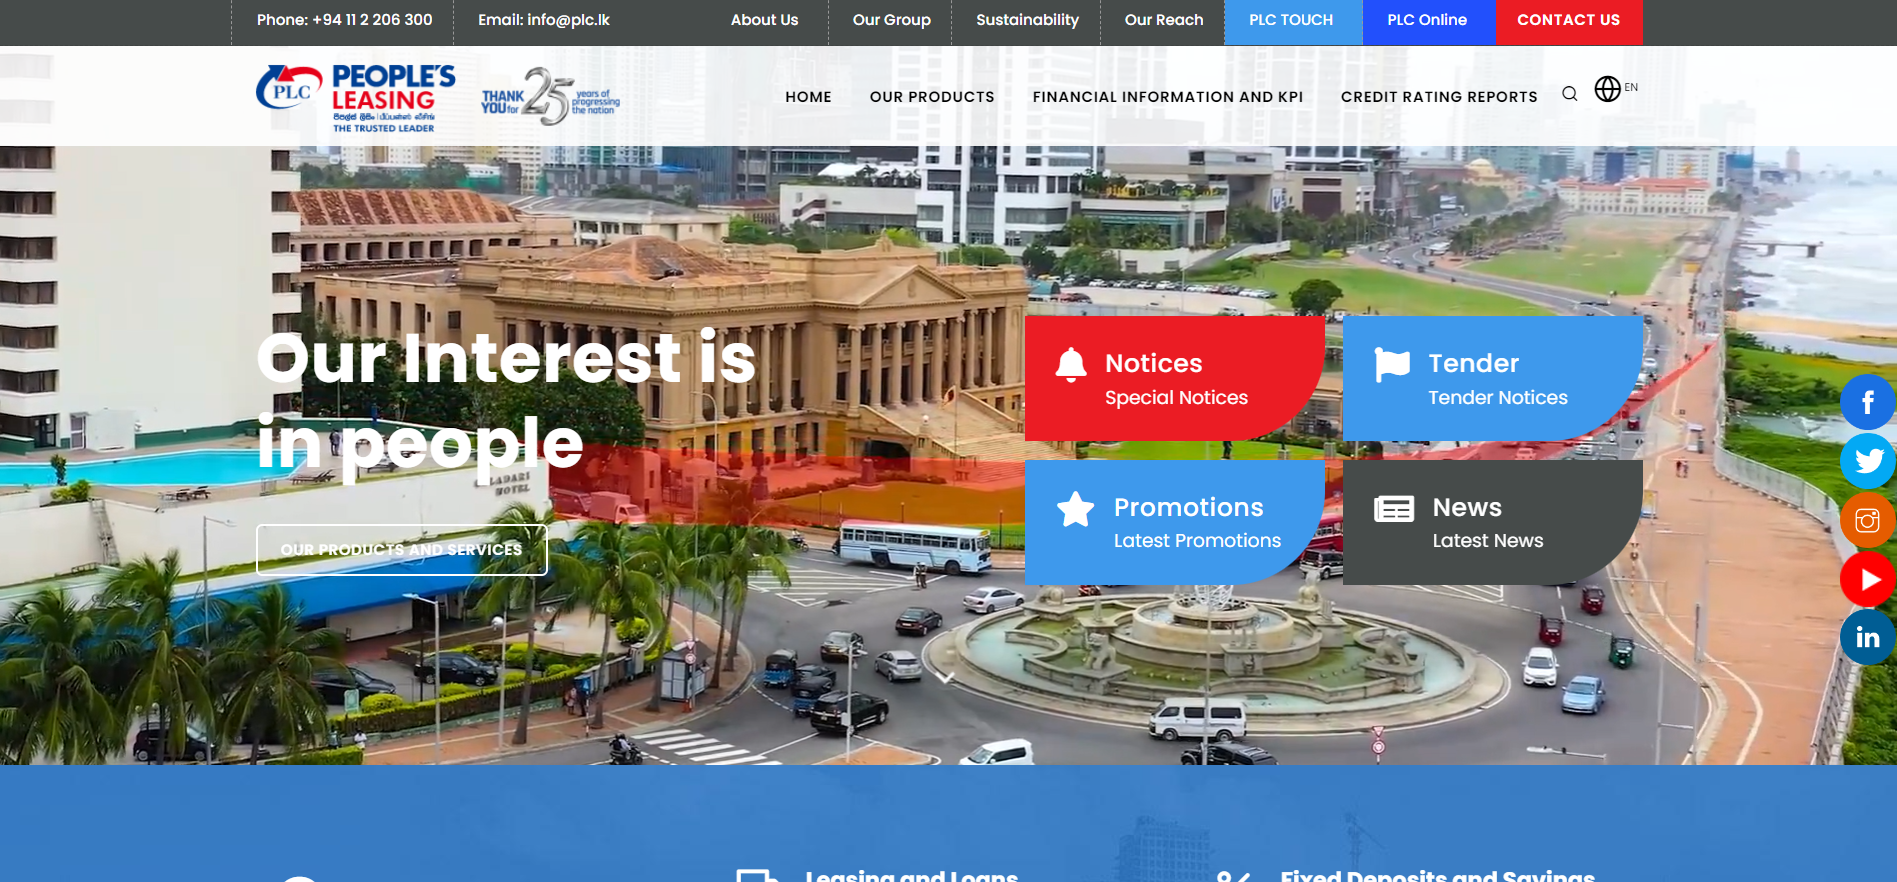 Phone: +94 11 2 206 300
Email: info@plc.lk
About Us
Our Group
Sustainability
Our Reach
PLC TOUCH
PLC Online
CONTACT US
PLC
PEOPLE'S
LEASING
පීපල්ස් ලීසිං | பீப்பள்ஸ் லீசிங்
THE TRUSTED LEADER
THANK
YOU for
25
years of
progressing
the nation
HOME
OUR PRODUCTS
FINANCIAL INFORMATION AND KPI
CREDIT RATING REPORTS
EN
Our Interest is
in people
OUR PRODUCTS AND SERVICES
Notices
Special Notices
Tender
Tender Notices
Promotions
Latest Promotions
News
Latest News
HOTEL
Leasing and Loans
Fixed Deposits and Savings